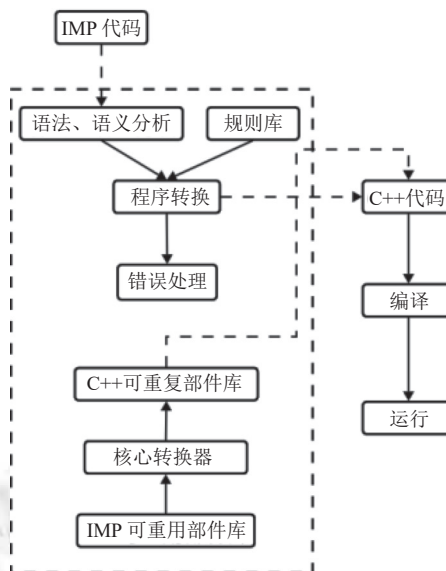 IMP 代码
语法、语义分析
规则库
程序转换
C++代码
错误处理
编译
C++可重复部件库
运行
核心转换器
IMP 可重用部件库